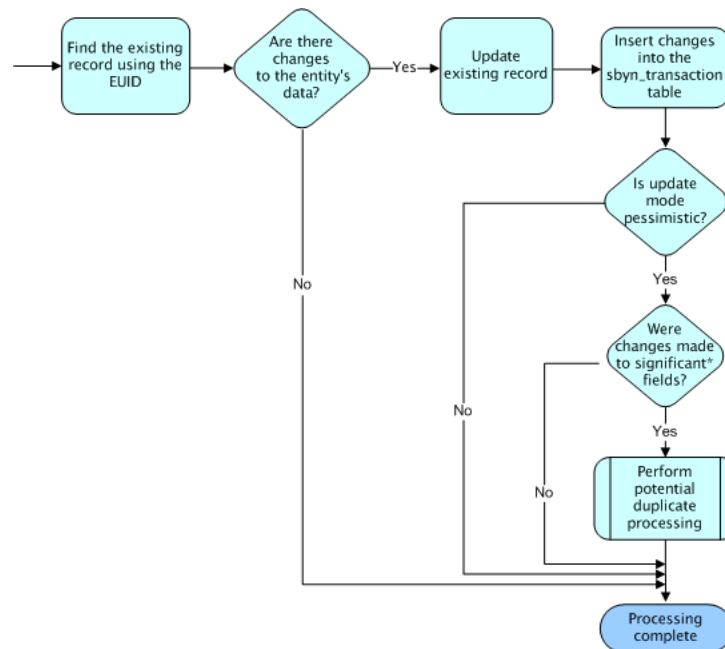 Find the existing
record using the
EUID
Are there
changes
to the entity's
data?
Yes
Update
existing record
Insert changes
into the
sbyn_transaction
table
Is update
mode
pessimistic?
Yes
No
Were
changes made
to significant*
fields?
No
Yes
No
Perform
potential
duplicate
processing
Processing
complete